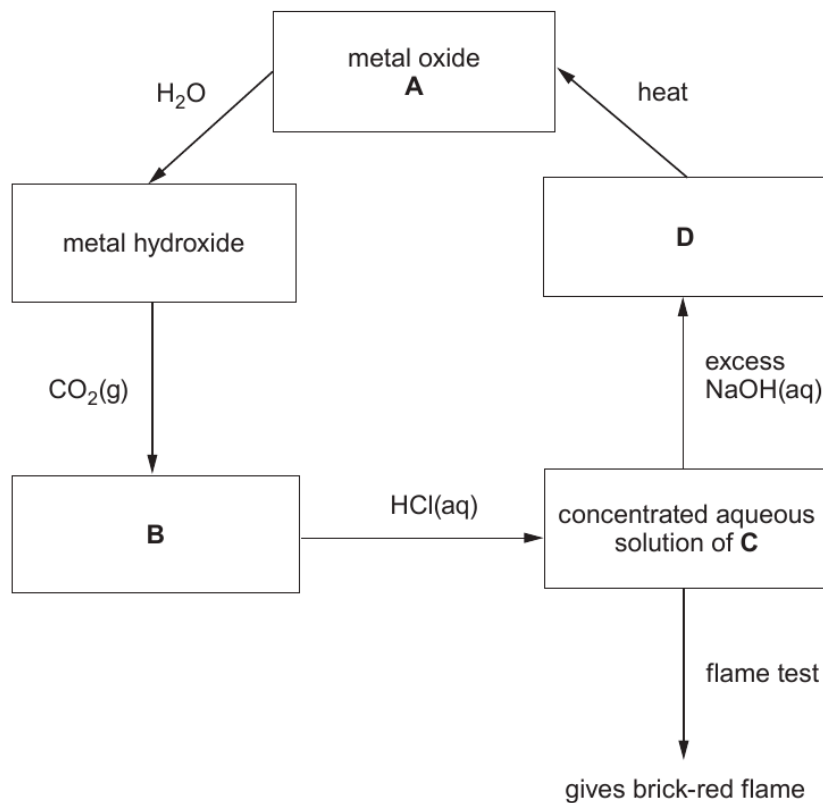 metal oxide
A
H₂O
heat
metal hydroxide
D
CO₂(g)
excess
NaOH(aq)
B
HCl(aq)
concentrated aqueous
solution of C
flame test
gives brick-red flame